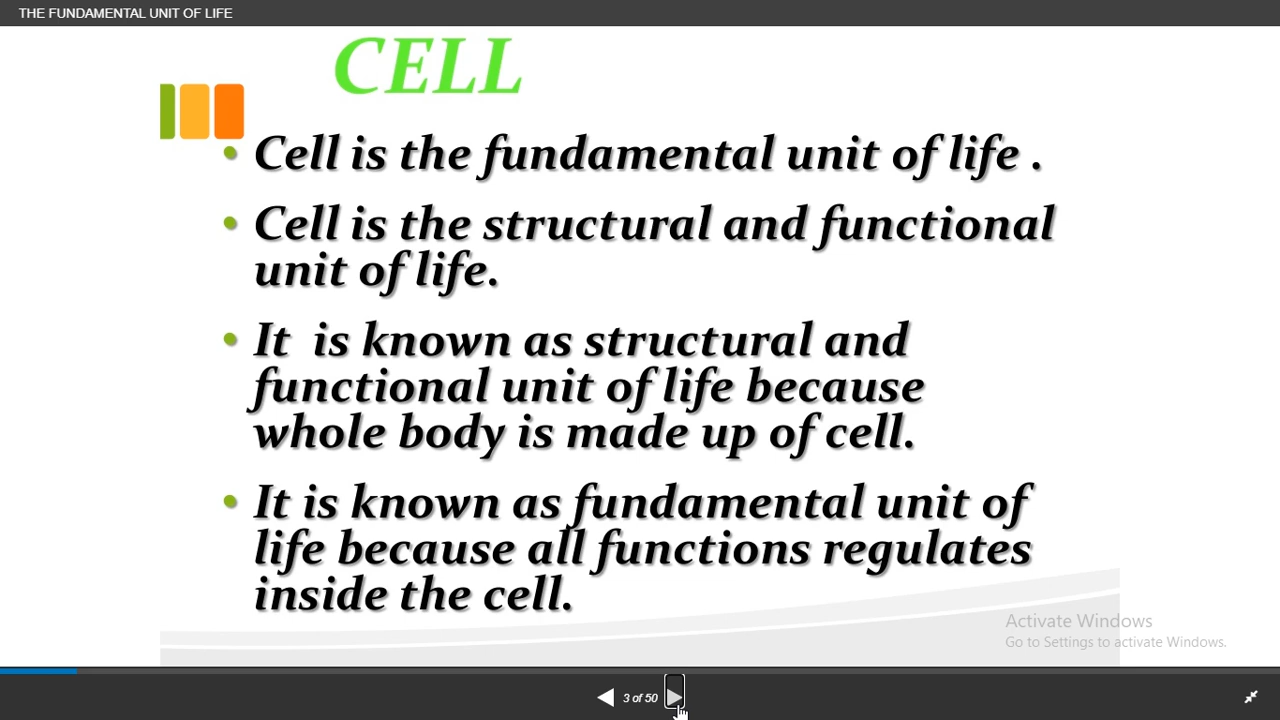 THE FUNDAMENTAL UNIT OF LIFE
CELL
• Cell is the fundamental unit of life .
• Cell is the structural and functional
unit of life.
• It is known as structural and
functional unit of life because
whole body is made up of cell.
• It is known as fundamental unit of
life because all functions regulates
inside the cell.
Activate Windows
Go to Settings to activate Windows.
3 of 50